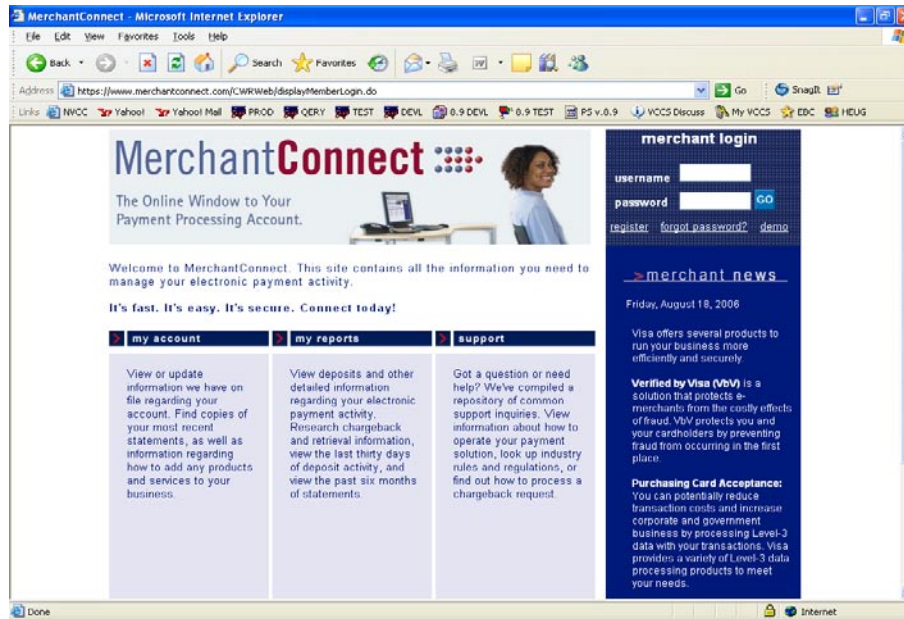 MerchantConnect - Microsoft Internet Explorer
File Edit View Favorites Tools Help
Back Search Favorites
Address https://www.merchantconnect.com/CWRWeb/displayMemberLogin.do Go SnagIt
Links NVCC Yahoo! Yahoo! Mail PROD QERY TEST DEVL 0.9 DEVL 0.9 TEST PS v.0.9 VCCS Discuss My VCCS EDC HEUG
MerchantConnect
The Online Window to Your
Payment Processing Account.
Welcome to MerchantConnect. This site contains all the information you need to
manage your electronic payment activity.
It's fast. It's easy. It's secure. Connect today!
> my account
View or update
information we have on
file regarding your
account. Find copies of
your most recent
statements, as well as
information regarding
how to add any products
and services to your
business.
> my reports
View deposits and other
detailed information
regarding your electronic
payment activity.
Research chargeback
and retrieval information,
view the last thirty days
of deposit activity, and
view the past six months
of statements.
> support
Got a question or need
help? We've compiled a
repository of common
support inquiries. View
information about how to
operate your payment
solution, look up industry
rules and regulations, or
find out how to process a
chargeback request.
merchant login
username
password GO
register forgot password? demo
>merchant news
Friday, August 18, 2006
Visa offers several products to
run your business more
efficiently and securely.
Verified by Visa (VbV) is a
solution that protects e-
merchants from the costly effects
of fraud. VbV protects you and
your cardholders by preventing
fraud from occurring in the first
place.
Purchasing Card Acceptance:
You can potentially reduce
transaction costs and increase
corporate and government
business by processing Level-3
data with your transactions. Visa
provides a variety of Level-3 data
processing products to meet
your needs.
Done Internet